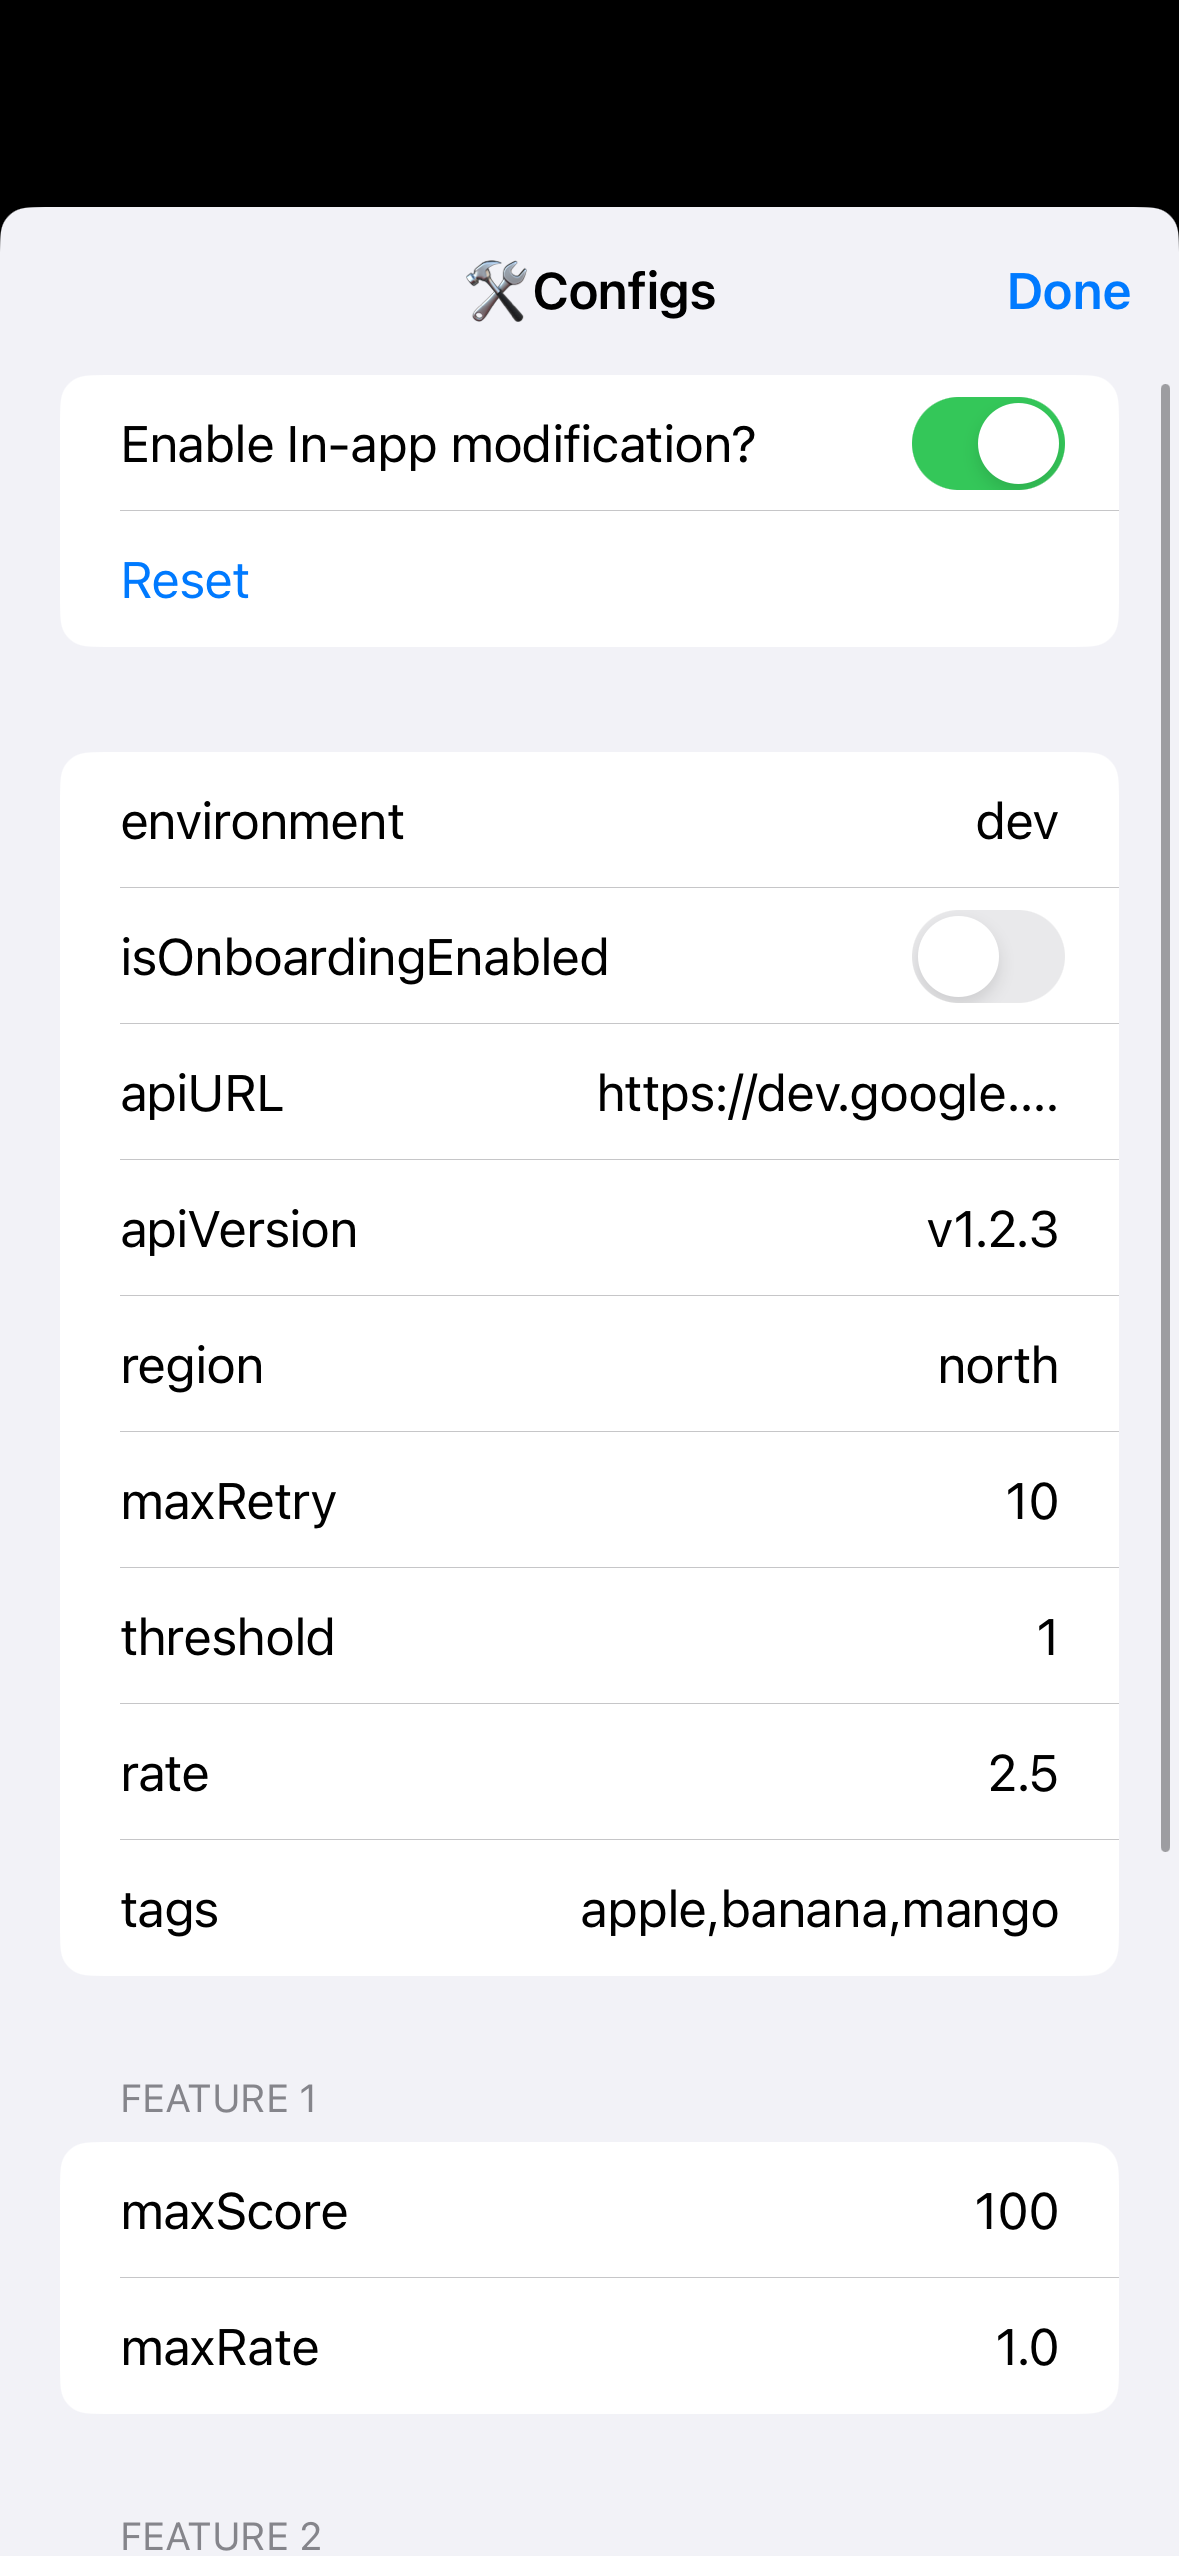 🛠Configs
Done
Enable In-app modification?
Reset
environment dev
isOnboardingEnabled
apiURL https://dev.google....
apiVersion v1.2.3
region north
maxRetry 10
threshold 1
rate 2.5
tags apple,banana,mango
FEATURE 1
maxScore 100
maxRate 1.0
FEATURE 2